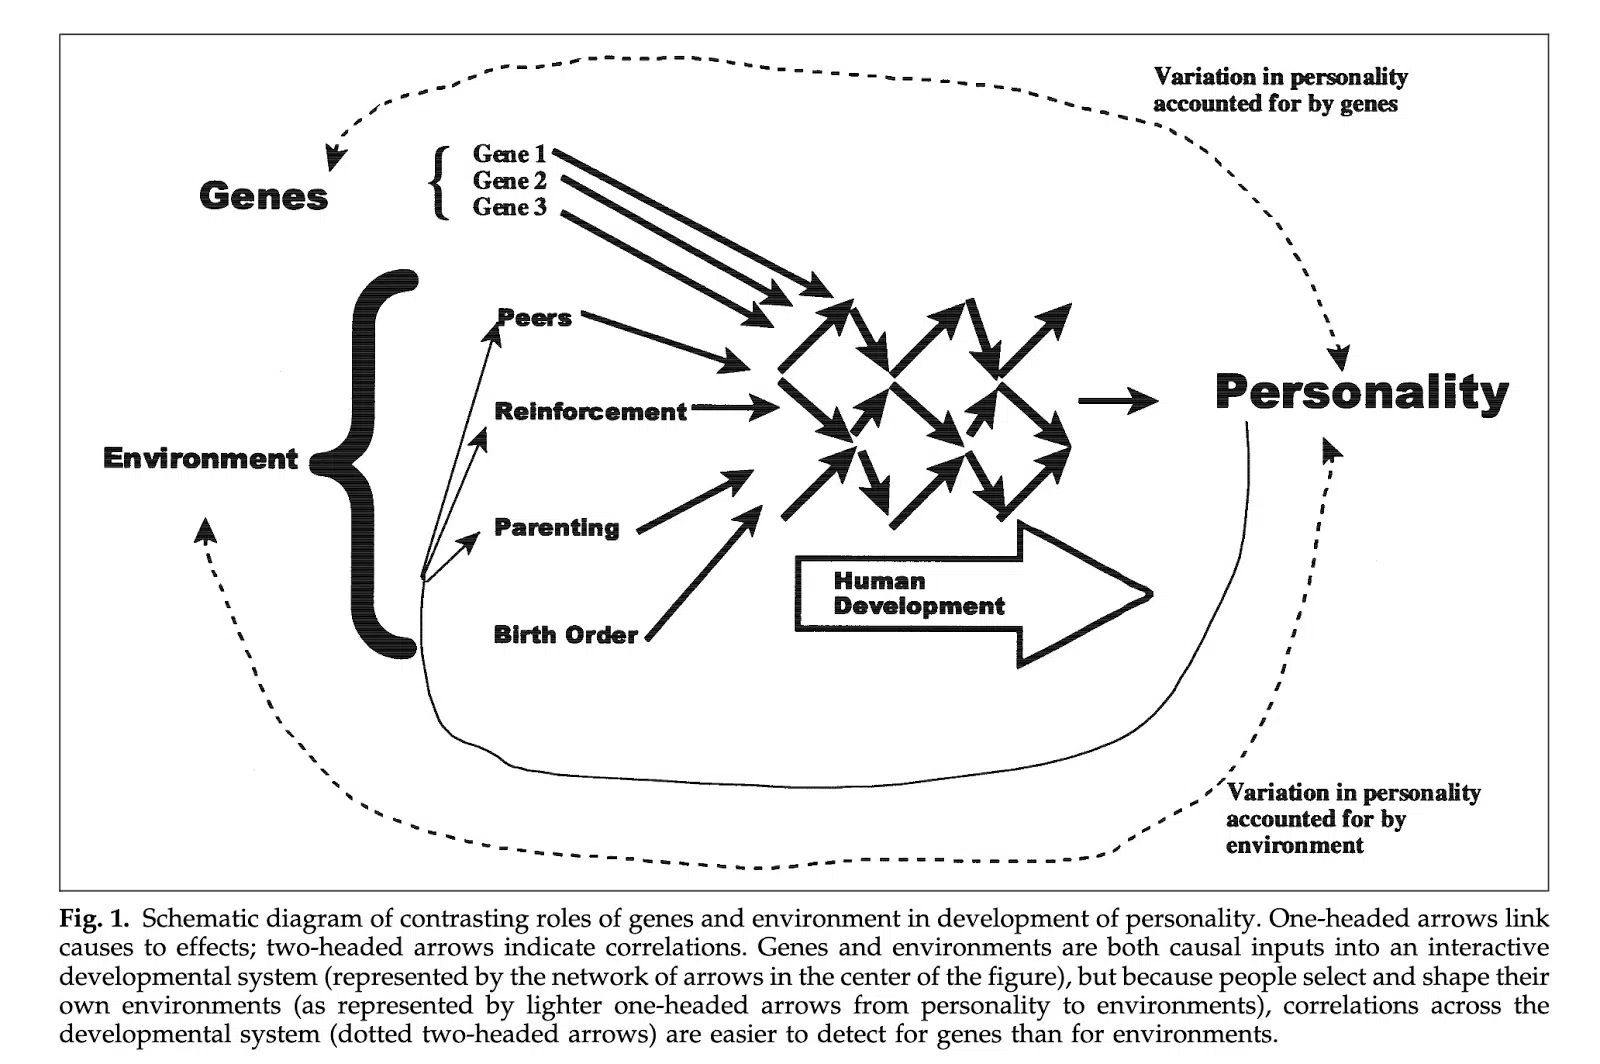 Variation in personality
accounted for by genes
Genes
Gene 1
Gene 2
Gene 3
Peers
Reinforcement
Environment
Personality
Parenting
Human
Development
Birth Order
Variation in personality
accounted for by
environment
Fig. 1. Schematic diagram of contrasting roles of genes and environment in development of personality. One-headed arrows link
causes to effects; two-headed arrows indicate correlations. Genes and environments are both causal inputs into an interactive
developmental system (represented by the network of arrows in the center of the figure), but because people select and shape their
own environments (as represented by lighter one-headed arrows from personality to environments), correlations across the
developmental system (dotted two-headed arrows) are easier to detect for genes than for environments.